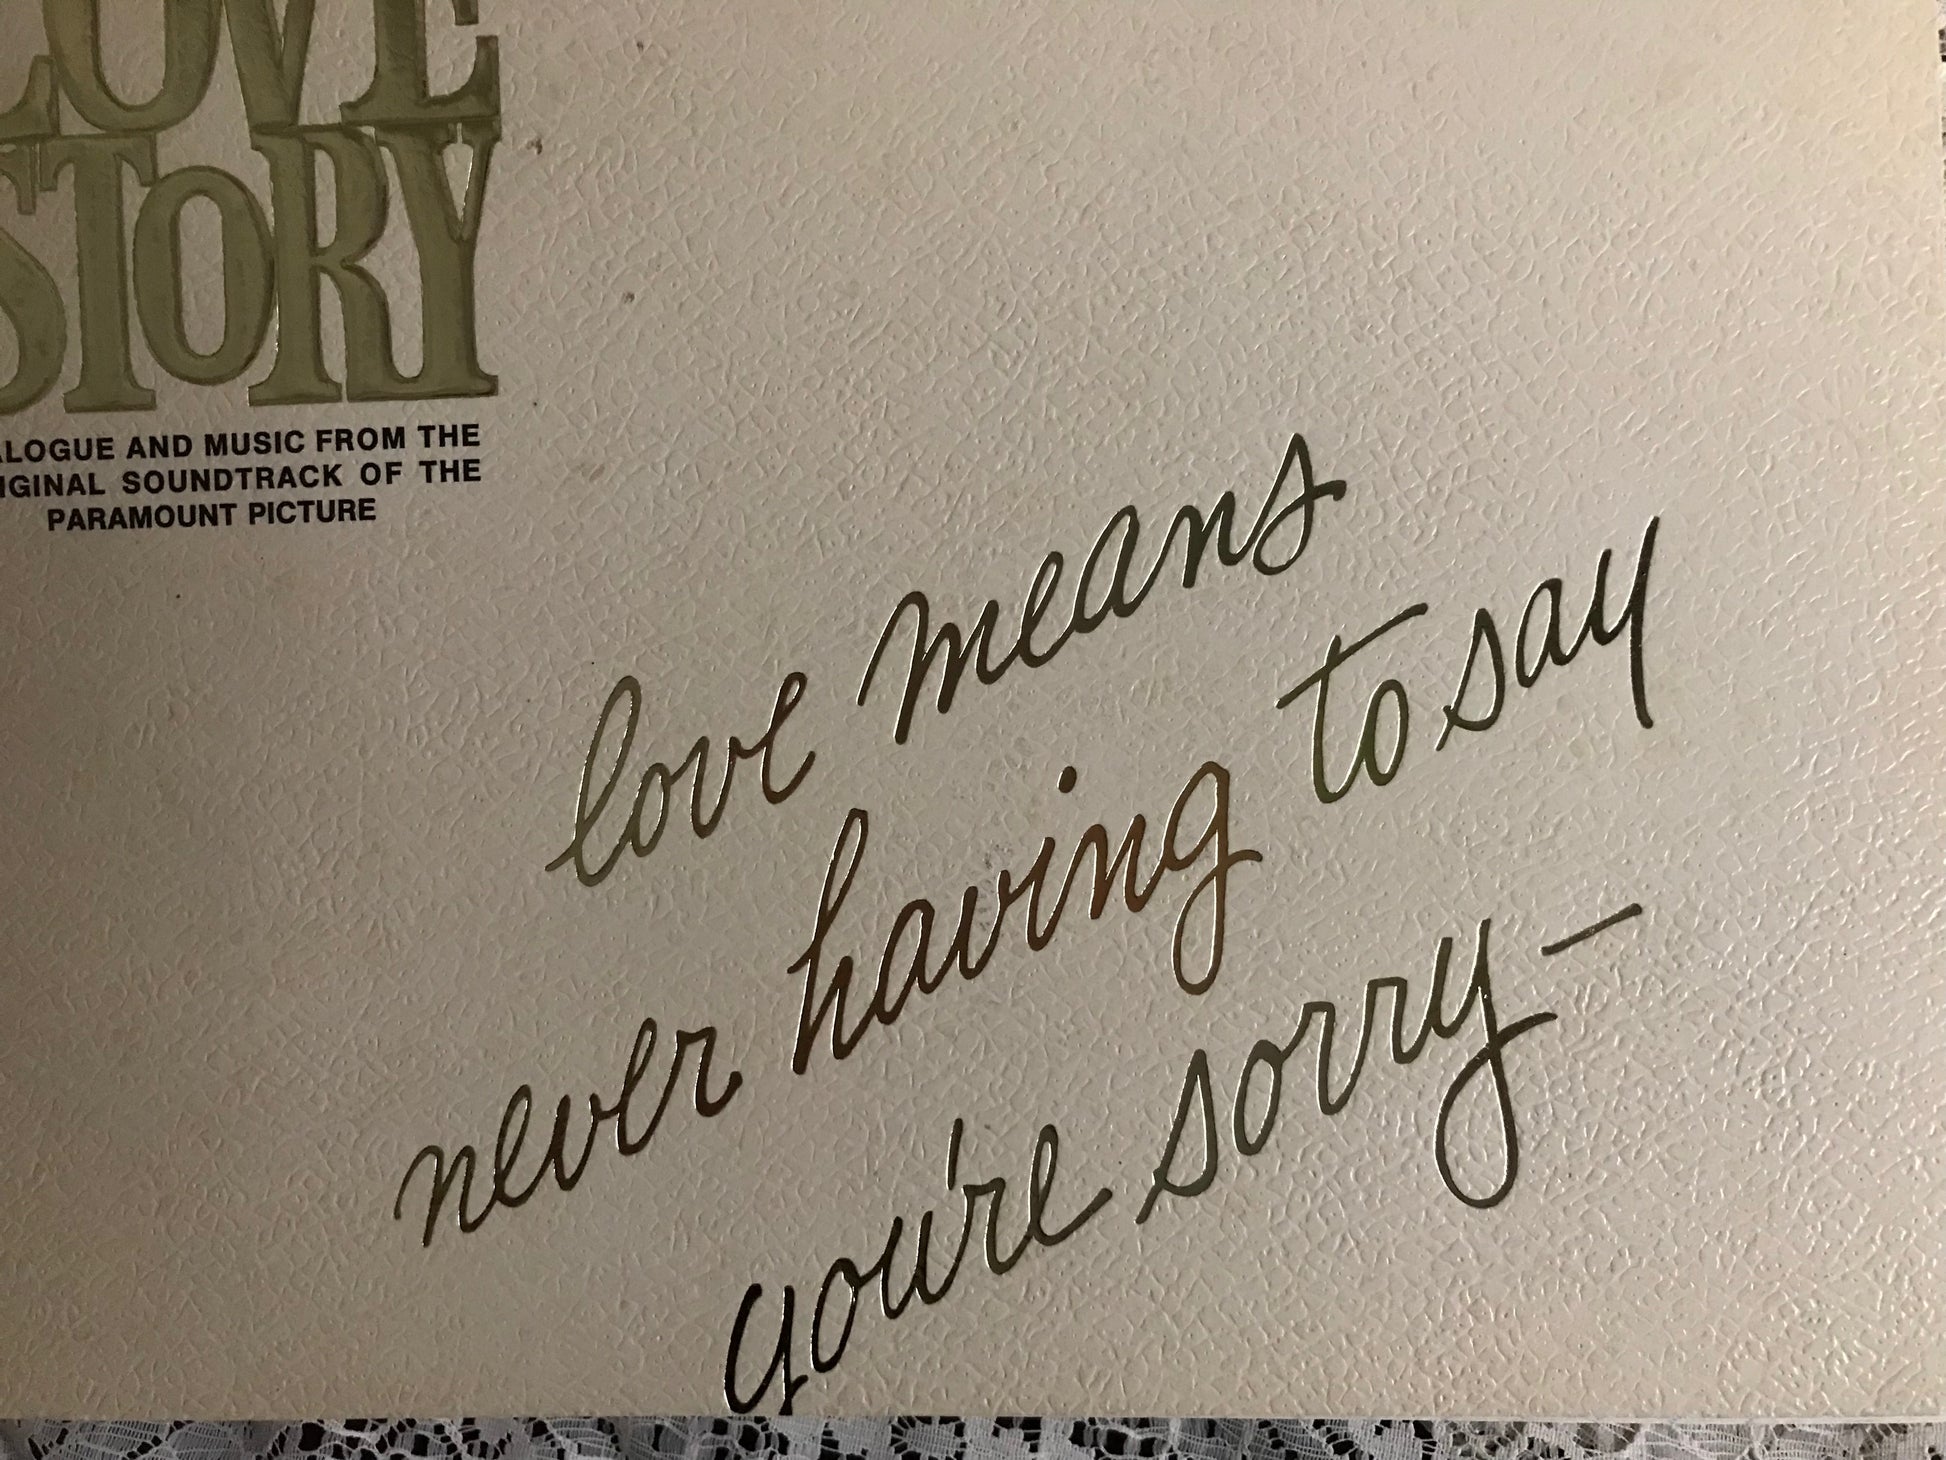 LOVE
STORY
ALOGUE AND MUSIC FROM THE
IGINAL SOUNDTRACK OF THE
PARAMOUNT PICTURE
love means
never having to say
you're sorry —